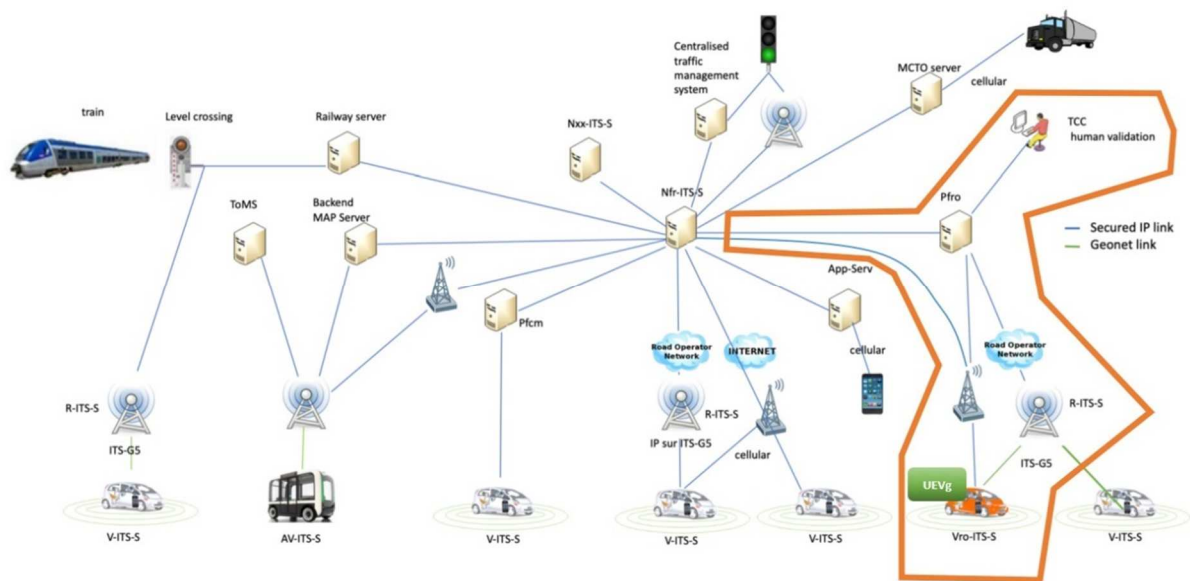 Centralised
traffic
management
system
MCTO server
cellular
train
Level crossing
Railway server
Nxx-ITS-S
TCC
human validation
Nfr-ITS-S
Pfro
ToMS
Backend
MAP Server
Secured IP link
Geonet link
App-Serv
Pfcm
Road Operator
Network
INTERNET
cellular
Road Operator
Network
R-ITS-S
R-ITS-S
R-ITS-S
ITS-G5
IP sur ITS-G5
cellular
ITS-G5
UEVg
V-ITS-S
AV-ITS-S
V-ITS-S
V-ITS-S
V-ITS-S
Vro-ITS-S
V-ITS-S